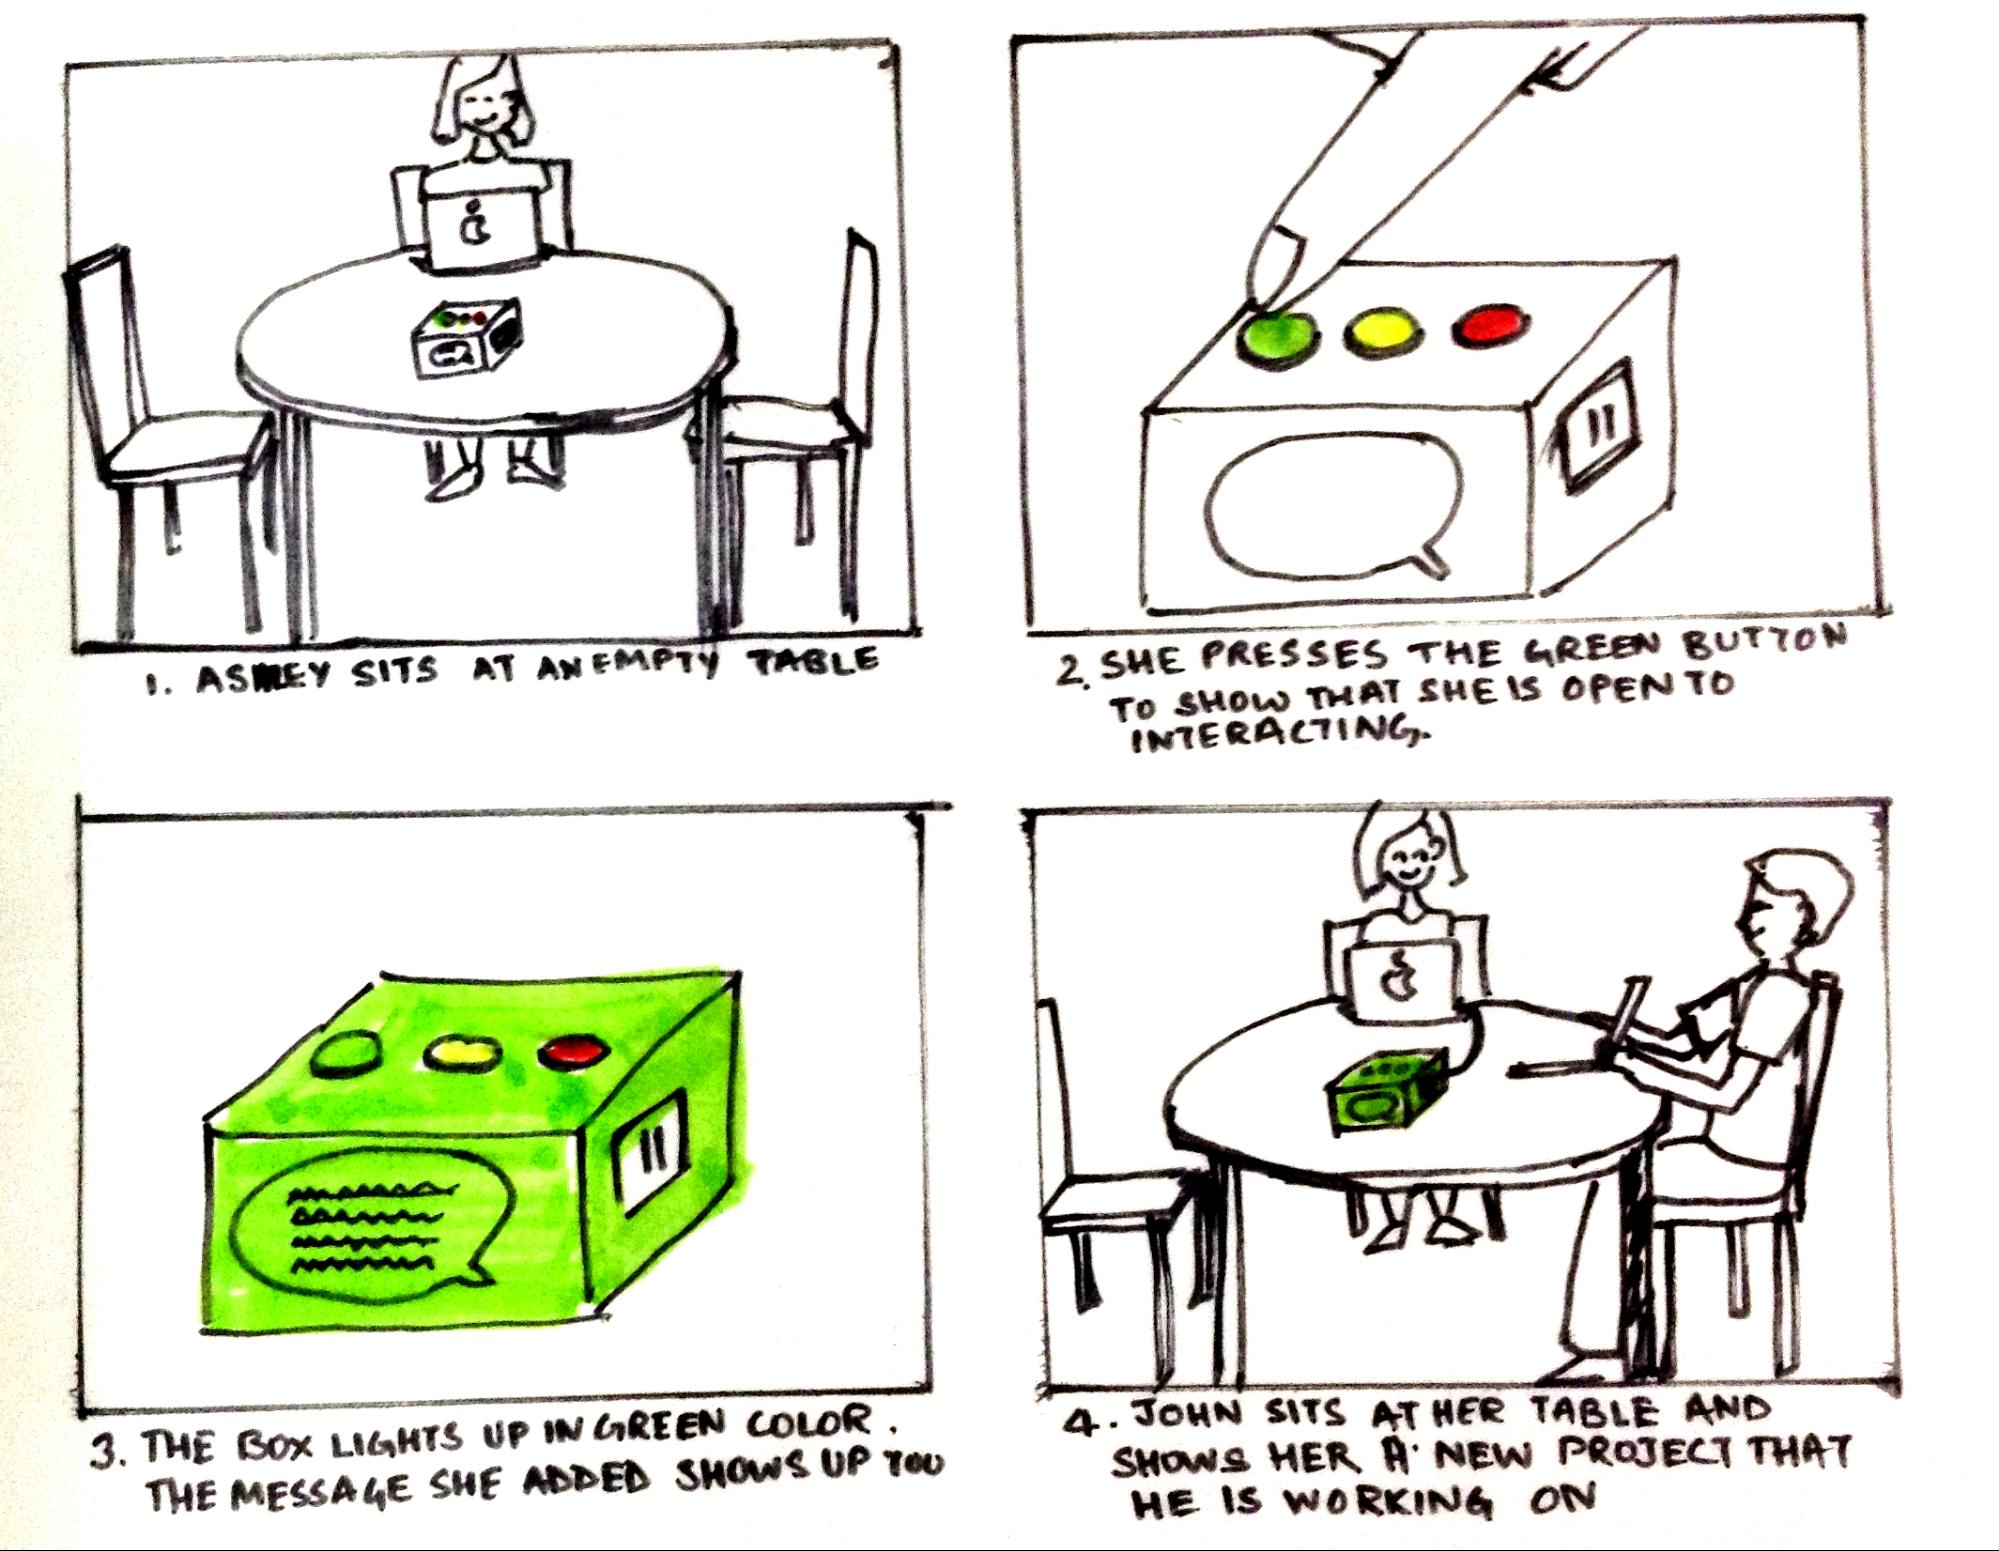 1. ASHLEY SITS AT AN EMPTY TABLE
2. SHE PRESSES THE GREEN BUTTON
TO SHOW THAT SHE IS OPEN TO
INTERACTING.
3. THE BOX LIGHTS UP IN GREEN COLOR.
THE MESSAGE SHE ADDED SHOWS UP TOO
4. JOHN SITS AT HER TABLE AND
SHOWS HER A NEW PROJECT THAT
HE IS WORKING ON